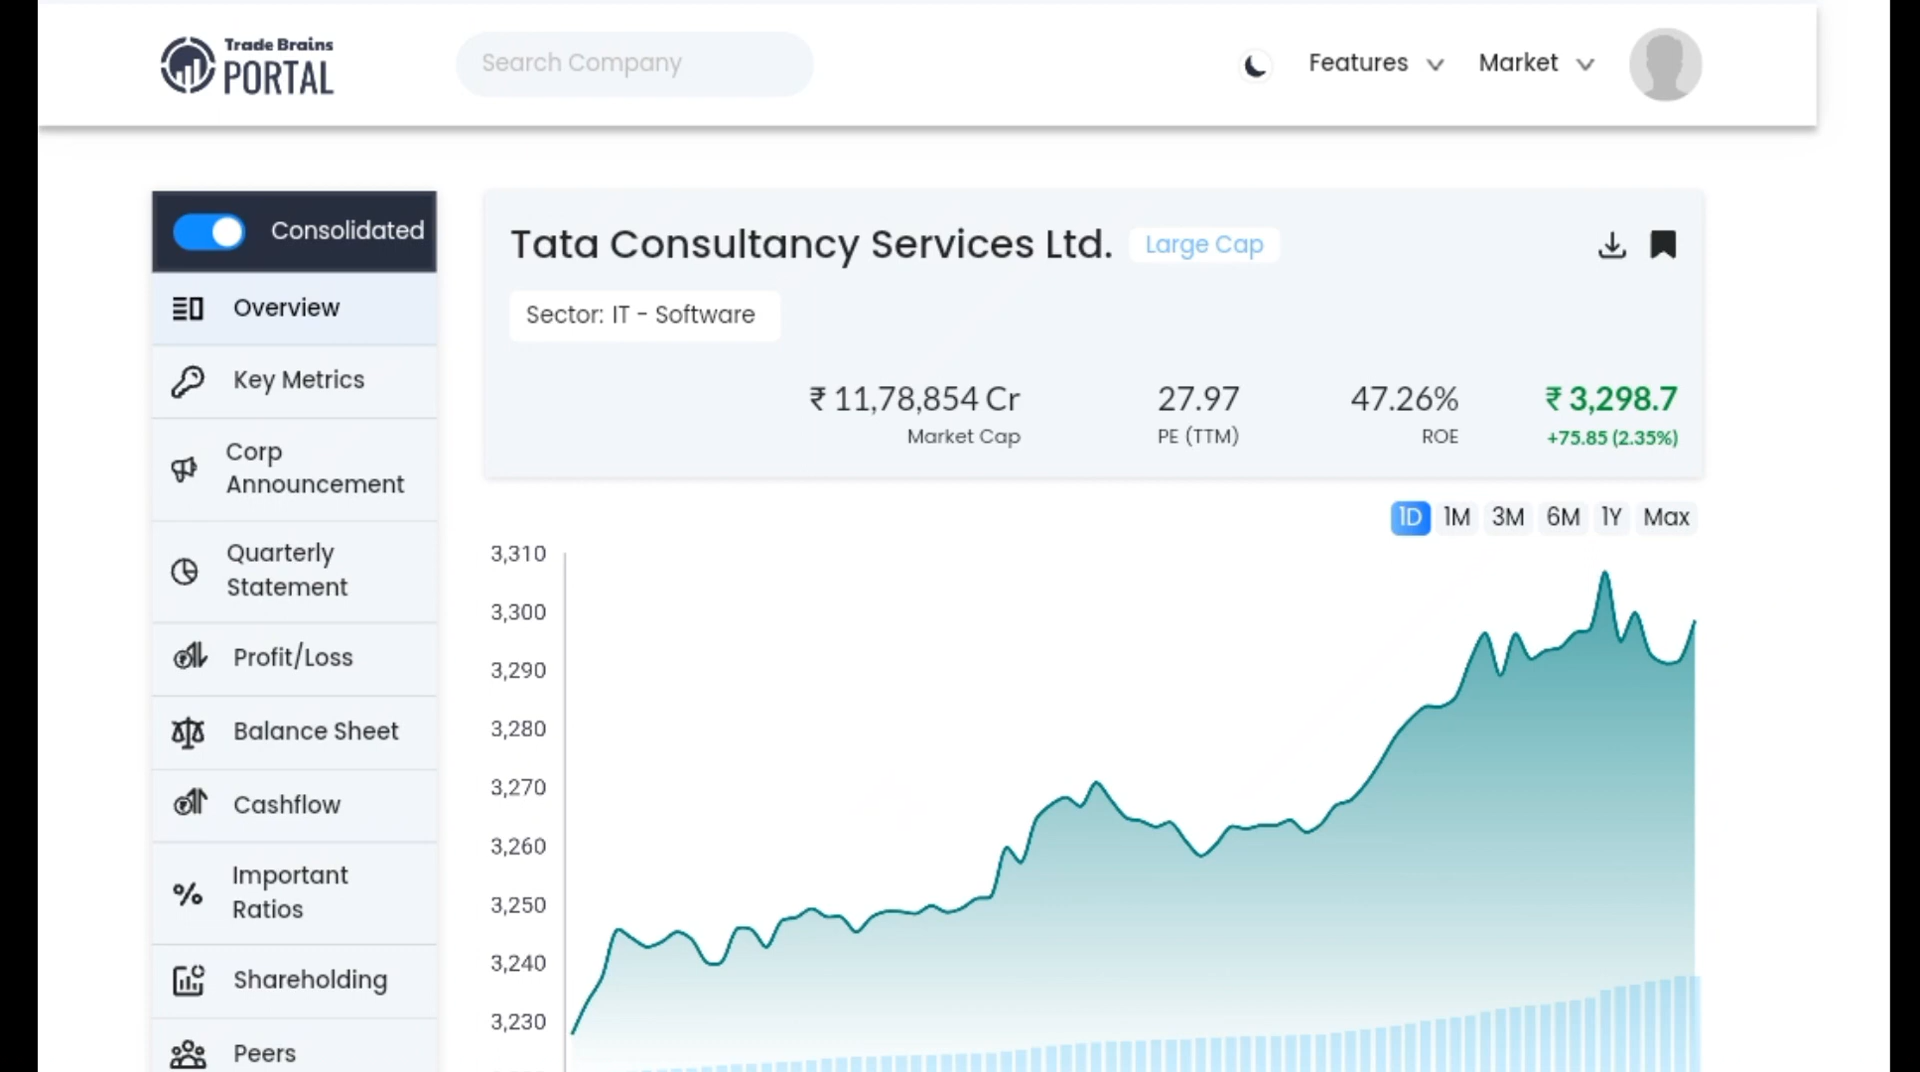 Trade Brains
PORTAL
Search Company
Features
Market
Consolidated
Overview
Key Metrics
Corp
Announcement
Quarterly
Statement
Profit/Loss
Balance Sheet
Cashflow
Important
Ratios
Shareholding
Peers
Tata Consultancy Services Ltd.
Large Cap
Sector: IT - Software
₹ 11,78,854 Cr
Market Cap
27.97
PE (TTM)
47.26%
ROE
₹ 3,298.7
+75.85 (2.35%)
1D 1M 3M 6M 1Y Max
3,310
3,300
3,290
3,280
3,270
3,260
3,250
3,240
3,230